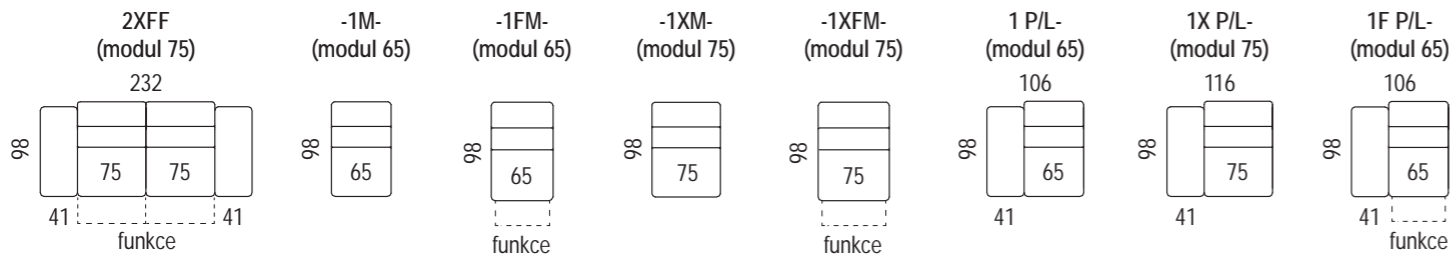 2XFF
(modul 75)
232
98
75 75
41 41
funkce
-1M-
(modul 65)
98
65
-1FM-
(modul 65)
98
65
funkce
-1XM-
(modul 75)
98
75
-1XFM-
(modul 75)
98
75
funkce
1 P/L-
(modul 65)
106
98
65
41
1X P/L-
(modul 75)
116
98
75
41
1F P/L-
(modul 65)
106
98
65
41
funkce